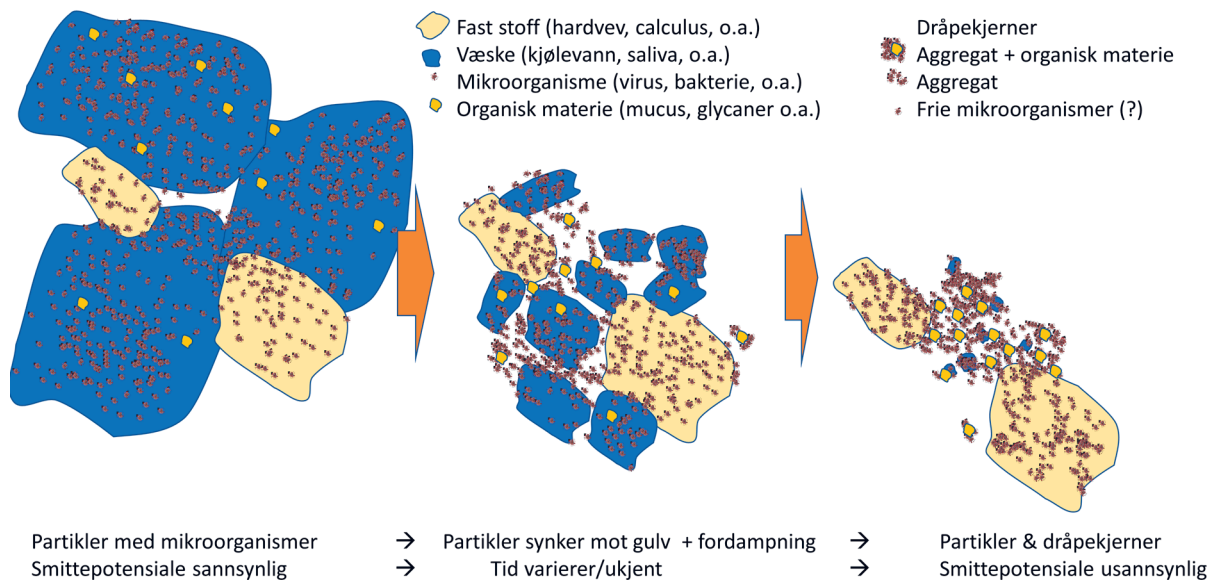 Fast stoff (hardvev, calculus, o.a.)
Væske (kjølevann, saliva, o.a.)
Mikroorganisme (virus, bakterie, o.a.)
Organisk materie (mucus, glycaner o.a.)
Dråpekjerner
Aggregat + organisk materie
Aggregat
Frie mikroorganismer (?)
Partikler med mikroorganismer → Partikler synker mot gulv + fordampning → Partikler & dråpekjerner
Smittepotensiale sannsynlig → Tid varierer/ukjent → Smittepotensiale usannsynlig